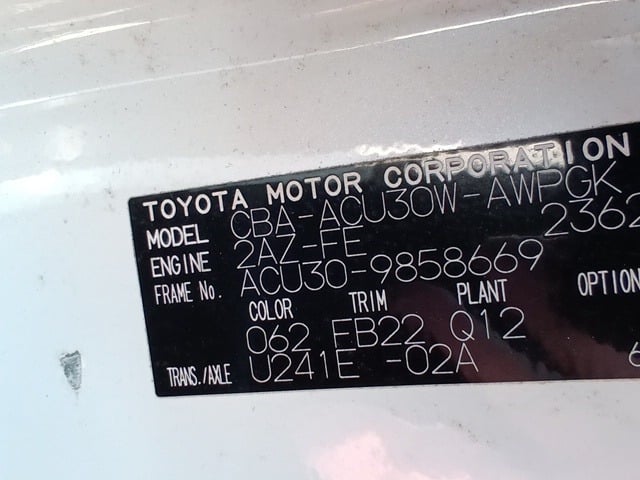 TOYOTA MOTOR CORPORATION
MODEL CBA-ACU30W-AWPGK
ENGINE 2AZ-FE 2362
FRAME No. ACU30-9858669
COLOR TRIM PLANT OPTION
062 FB22 Q12
TRANS./AXLE U241E -02A